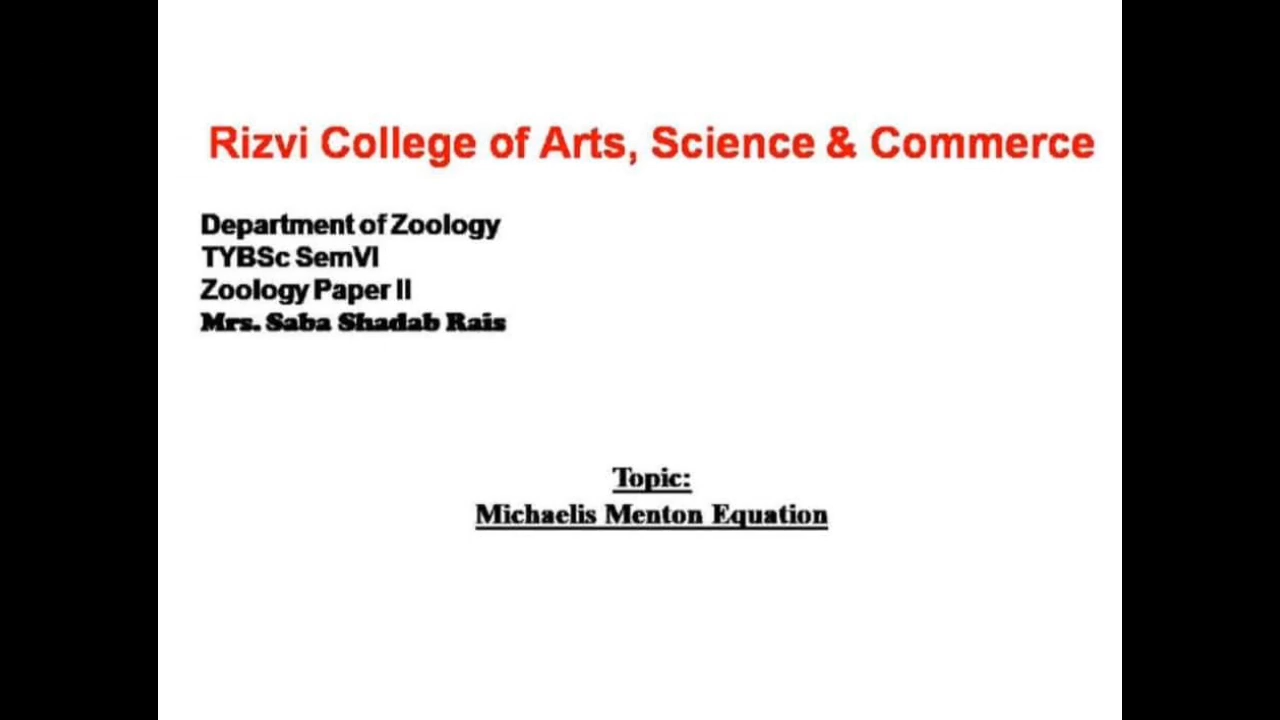 Rizvi College of Arts, Science & Commerce
Department of Zoology
TYBSc SemVI
Zoology Paper II
Mrs. Saba Shadab Rais
Topic:
Michaelis Menton Equation